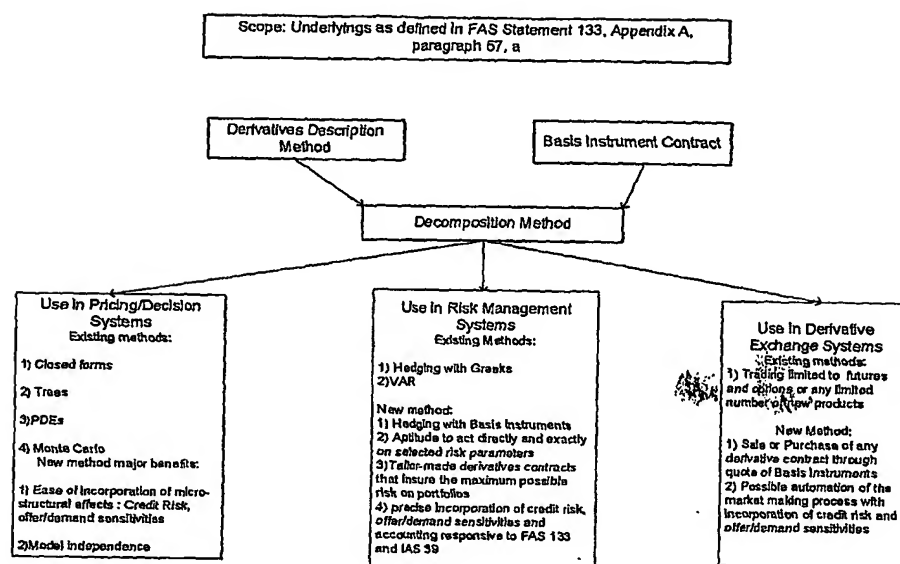 Scope: Underlyings as defined in FAS Statement 133, Appendix A,
paragraph 57, a
Derivatives Description
Method
Basis Instrument Contract
Decomposition Method
Use in Pricing/Decision
Systems
Existing methods:
1) Closed forms
2) Trees
3)PDEs
4) Monte Carlo
New method major benefits:
1) Ease of incorporation of micro-
structural effects : Credit Risk,
offer/demand sensitivities
2)Model Independence
Use in Risk Management
Systems
Existing Methods:
1) Hedging with Greeks
2)VAR
New method:
1) Hedging with Basis Instruments
2) Aptitude to act directly and exactly
on selected risk parameters
3)Tailor-made derivatives contracts
that insure the maximum possible
risk on portfolios
4) precise incorporation of credit risk,
offer/demand sensitivities and
accounting responsive to FAS 133
and IAS 39
Use in Derivative
Exchange Systems
Existing methods:
1) Trading limited to futures
and options or any limited
number of new products
New Method:
1) Sale or Purchase of any
derivative contract through
quote of Basis Instruments
2) Possible automation of the
market making process with
incorporation of credit risk and
offer/demand sensitivities